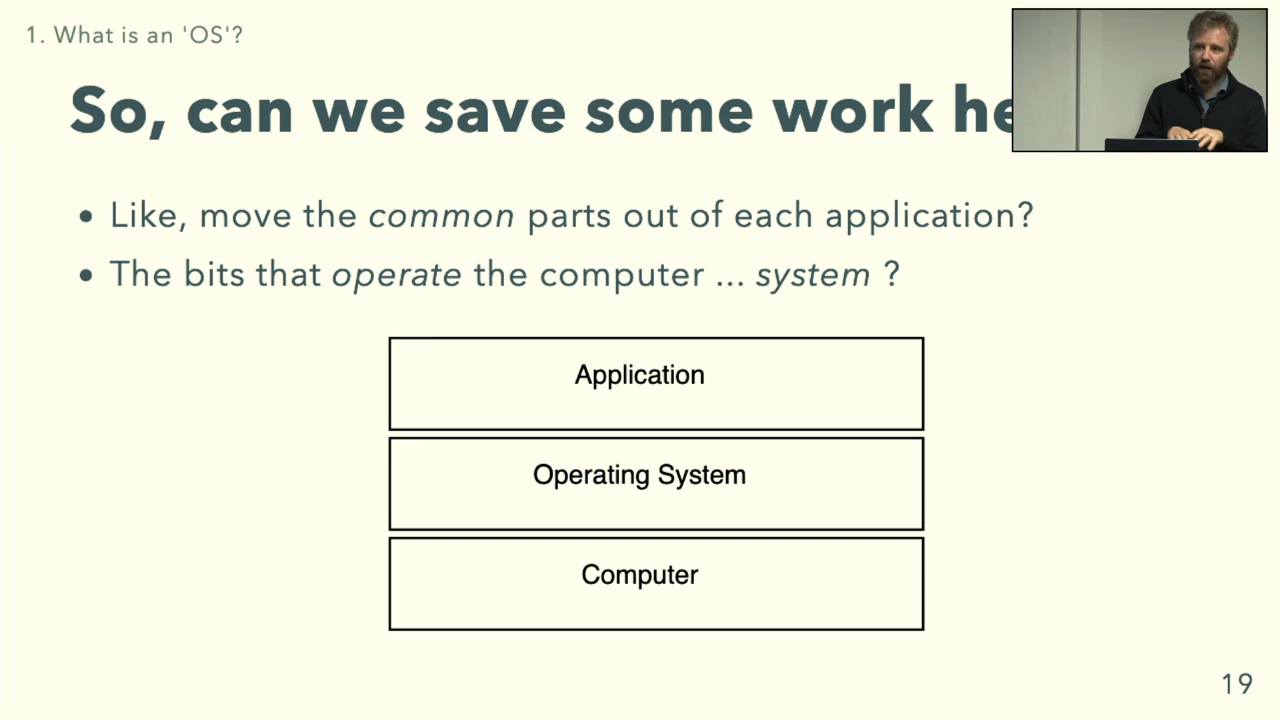 1. What is an 'OS'?
So, can we save some work he
• Like, move the common parts out of each application?
• The bits that operate the computer ... system ?
Application
Operating System
Computer
19